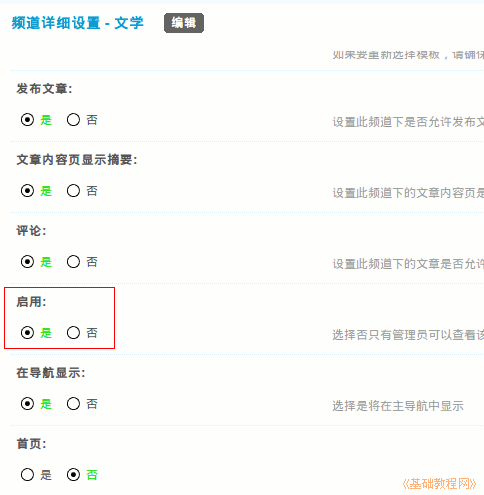 频道详细设置 - 文学 编辑
如果要重新选择模板，请确保
发布文章:
是 否
设置此频道下是否允许发布文
文章内容页显示摘要:
是 否
设置此频道下的文章内容页是
评论:
是 否
设置此频道下的文章是否允许
启用:
是 否
选择否只有管理员可以查看该
在导航显示:
是 否
选择是将在主导航中显示
首页:
是 否
《基础教程网》